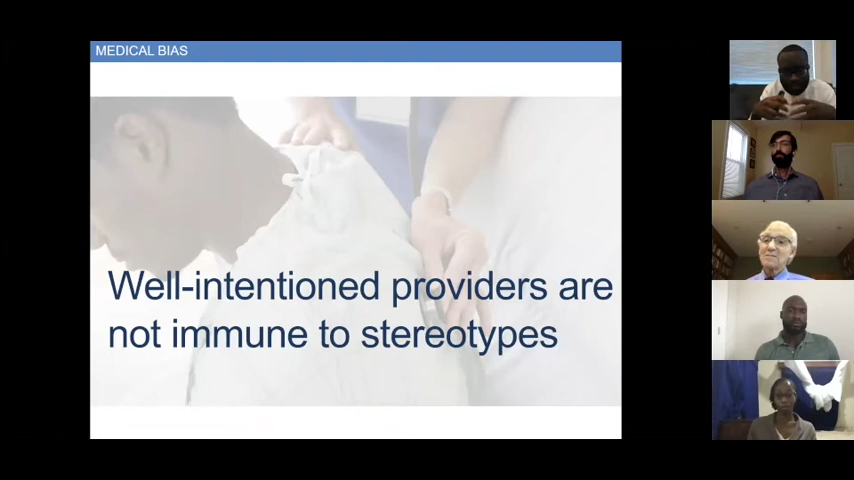 MEDICAL BIAS
Well-intentioned providers are
not immune to stereotypes